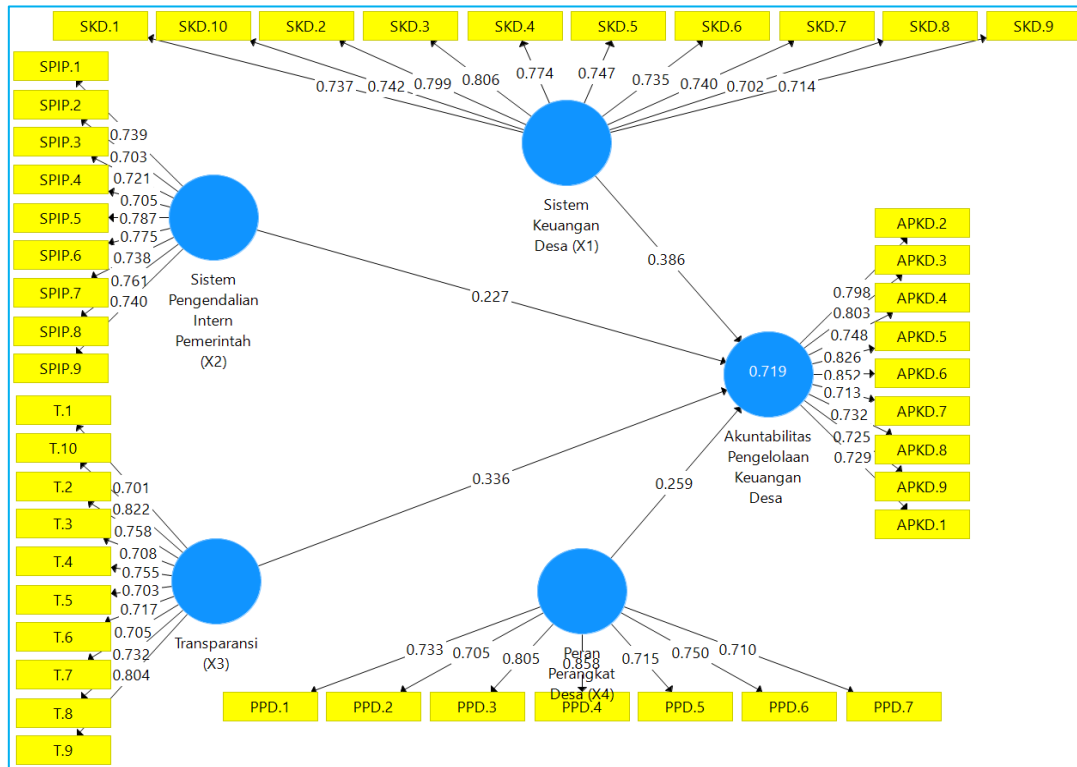 SKD.1 SKD.10 SKD.2 SKD.3 SKD.4 SKD.5 SKD.6 SKD.7 SKD.8 SKD.9
0.737 0.742 0.799 0.806 0.774 0.747 0.735 0.740 0.702 0.714
Sistem
Keuangan
Desa (X1)
0.386
SPIP.1
SPIP.2
SPIP.3
SPIP.4
SPIP.5
SPIP.6
SPIP.7
SPIP.8
SPIP.9
0.739
0.703
0.721
0.705
0.787
0.775
0.738
0.761
0.740
Sistem
Pengendalian
Intern
Pemerintah
(X2)
0.227
APKD.2
APKD.3
APKD.4
APKD.5
APKD.6
APKD.7
APKD.8
APKD.9
APKD.1
0.798
0.803
0.748
0.826
0.852
0.713
0.732
0.725
0.729
0.719
Akuntabilitas
Pengelolaan
Keuangan
Desa
T.1
T.10
T.2
T.3
T.4
T.5
T.6
T.7
T.8
T.9
0.701
0.822
0.758
0.708
0.755
0.703
0.717
0.705
0.732
0.804
Transparansi
(X3)
0.336
0.259
Peran
Perangkat
Desa (X4)
0.733 0.705 0.805 0.858 0.715 0.750 0.710
PPD.1 PPD.2 PPD.3 PPD.4 PPD.5 PPD.6 PPD.7